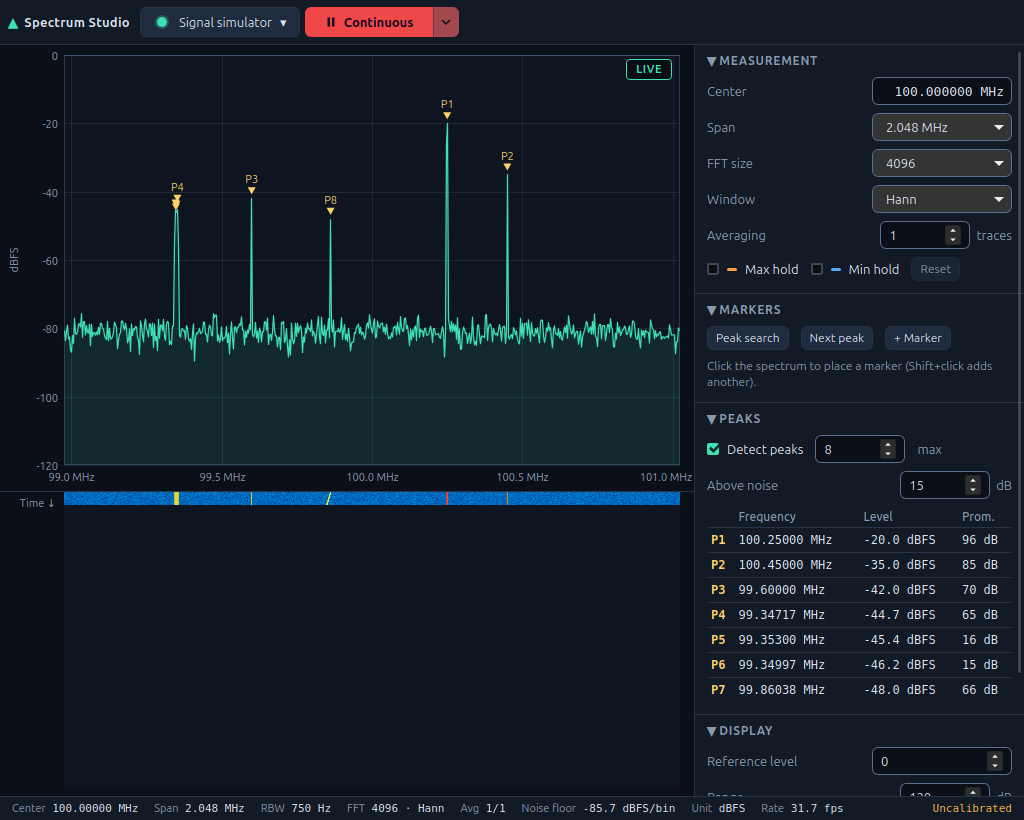 Spectrum Studio
Signal simulator ▾
Continuous
LIVE
0
-20
-40
-60
-80
-100
-120
dBFS
P1
P2
P3
P4
P8
99.0 MHz
99.5 MHz
100.0 MHz
100.5 MHz
101.0 MHz
Time ↓
▼ MEASUREMENT
Center 100.000000 MHz
Span 2.048 MHz
FFT size 4096
Window Hann
Averaging 1 traces
Max hold Min hold Reset
▼ MARKERS
Peak search Next peak + Marker
Click the spectrum to place a marker (Shift+click adds
another).
▼ PEAKS
Detect peaks 8 max
Above noise 15 dB
Frequency Level Prom.
P1 100.25000 MHz -20.0 dBFS 96 dB
P2 100.45000 MHz -35.0 dBFS 85 dB
P3 99.60000 MHz -42.0 dBFS 70 dB
P4 99.34717 MHz -44.7 dBFS 65 dB
P5 99.35300 MHz -45.4 dBFS 16 dB
P6 99.34997 MHz -46.2 dBFS 15 dB
P7 99.86038 MHz -48.0 dBFS 66 dB
▼ DISPLAY
Reference level 0
Center 100.00000 MHz Span 2.048 MHz RBW 750 Hz FFT 4096 · Hann Avg 1/1 Noise floor -85.7 dBFS/bin Unit dBFS Rate 31.7 fps Uncalibrated